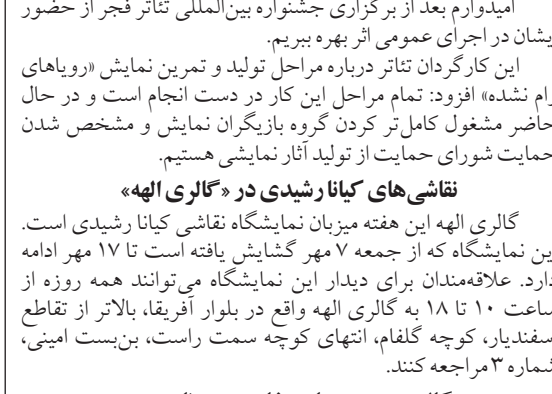 امیدوارم بعد از برگزاری جشنواره بین‌المللی تئاتر فجر از حضور
ایشان در اجرای عمومی اثر بهره ببریم.
این کارگردان تئاتر درباره مراحل تولید و تمرین نمایش «رویاهای
رام نشده» افزود: تمام مراحل این کار در دست انجام است و در حال
حاضر مشغول کامل‌تر کردن گروه بازیگران نمایش و مشخص شدن
حمایت شورای حمایت از تولید آثار نمایشی هستیم.
نقاشی‌های کیانا رشیدی در «گالری الهه»
گالری الهه این هفته میزبان نمایشگاه نقاشی کیانا رشیدی است.
این نمایشگاه که از جمعه ۷ مهر گشایش یافته است تا ۱۷ مهر ادامه
دارد. علاقه‌مندان برای دیدار این نمایشگاه می‌توانند همه روزه از
ساعت ۱۰ تا ۱۸ به گالری الهه واقع در بلوار آفریقا، بالاتر از تقاطع
اسفندیار، کوچه گلفام، انتهای کوچه سمت راست، بن‌بست امینی،
شماره ۳ مراجعه کنند.